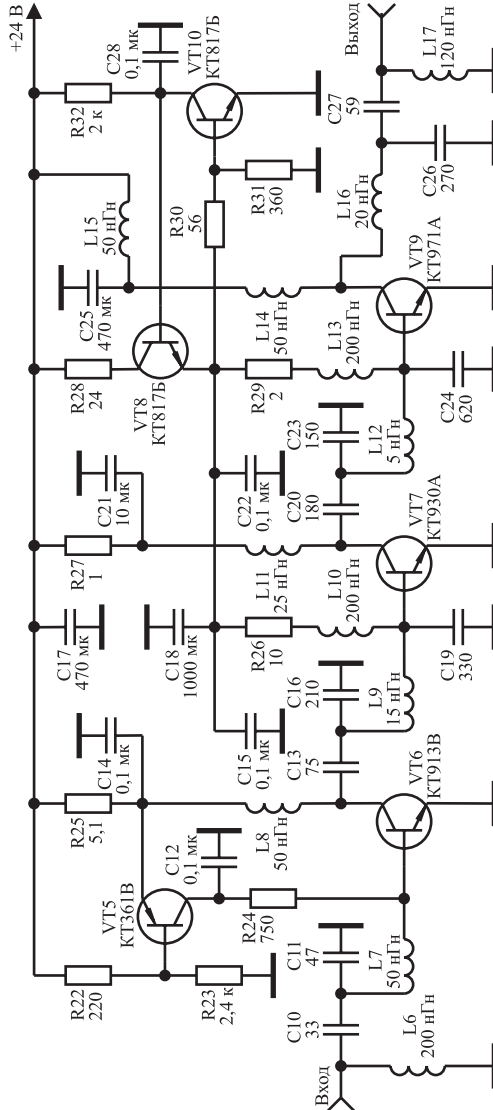 +24 В
R22
220
R25
5,1
C17
470 мк
R27
1
R28
24
R32
2 к
VT5
КТ361В
C14
0,1 мк
C21
10 мк
C25
470 мк
L15
50 нГн
C28
0,1 мк
C12
0,1 мк
C18
1000 мк
VT8
КТ817Б
R30
56
VT10
КТ817Б
R23
2,4 к
R24
750
L8
50 нГн
C15
0,1 мк
R26
10
L11
25 нГн
C22
0,1 мк
R29
2
L14
50 нГн
R31
360
C10
33
C11
47
C13
75
C16
210
L10
200 нГн
C20
180
C23
150
L13
200 нГн
L16
20 нГн
C27
59
Выход
Вход
L6
200 нГн
L7
50 нГн
VT6
КТ913В
L9
15 нГн
C19
330
VT7
КТ930А
L12
5 нГн
C24
620
VT9
КТ971А
C26
270
L17
120 нГн